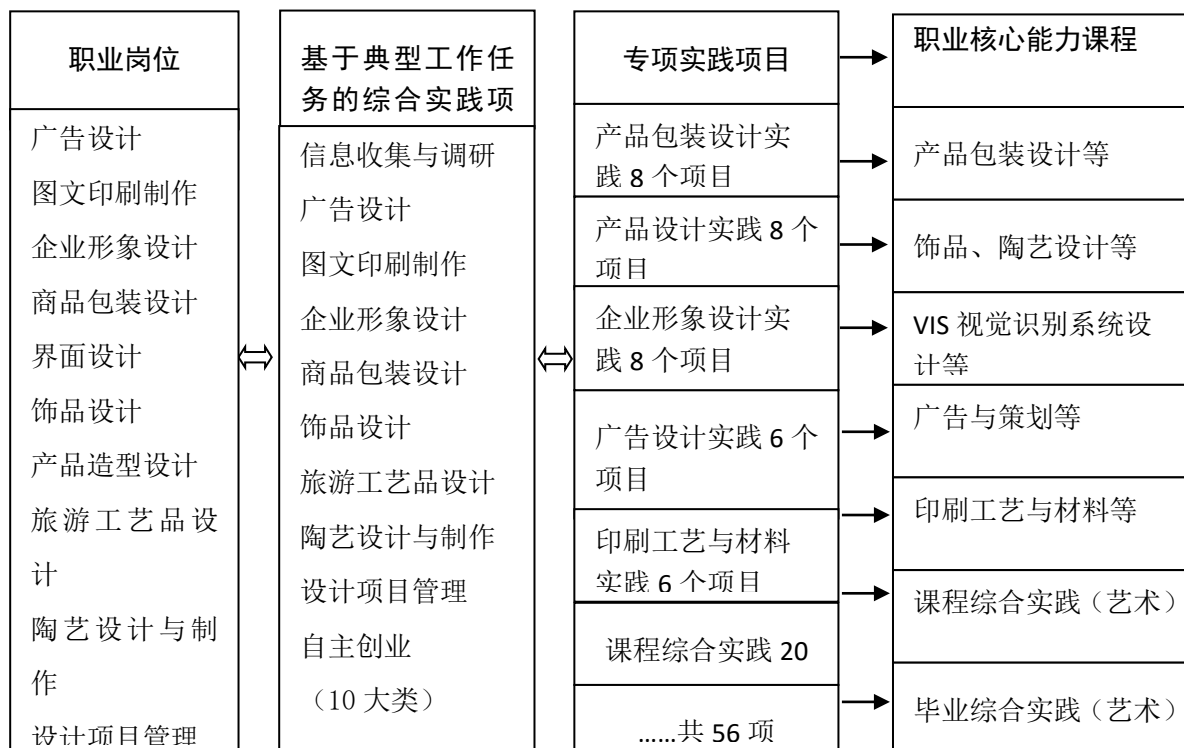 职业岗位
广告设计
图文印刷制作
企业形象设计
商品包装设计
界面设计
饰品设计
产品造型设计
旅游工艺品设
计
陶艺设计与制
作
设计项目管理
基于典型工作任
务的综合实践项
信息收集与调研
广告设计
图文印刷制作
企业形象设计
商品包装设计
饰品设计
旅游工艺品设计
陶艺设计与制作
设计项目管理
自主创业
（10 大类）
专项实践项目
产品包装设计实
践 8 个项目
产品设计实践 8 个
项目
企业形象设计实
践 8 个项目
广告设计实践 6 个
项目
印刷工艺与材料
实践 6 个项目
课程综合实践 20
……共 56 项
职业核心能力课程
产品包装设计等
饰品、陶艺设计等
VIS 视觉识别系统设
计等
广告与策划等
印刷工艺与材料等
课程综合实践（艺术）
毕业综合实践（艺术）